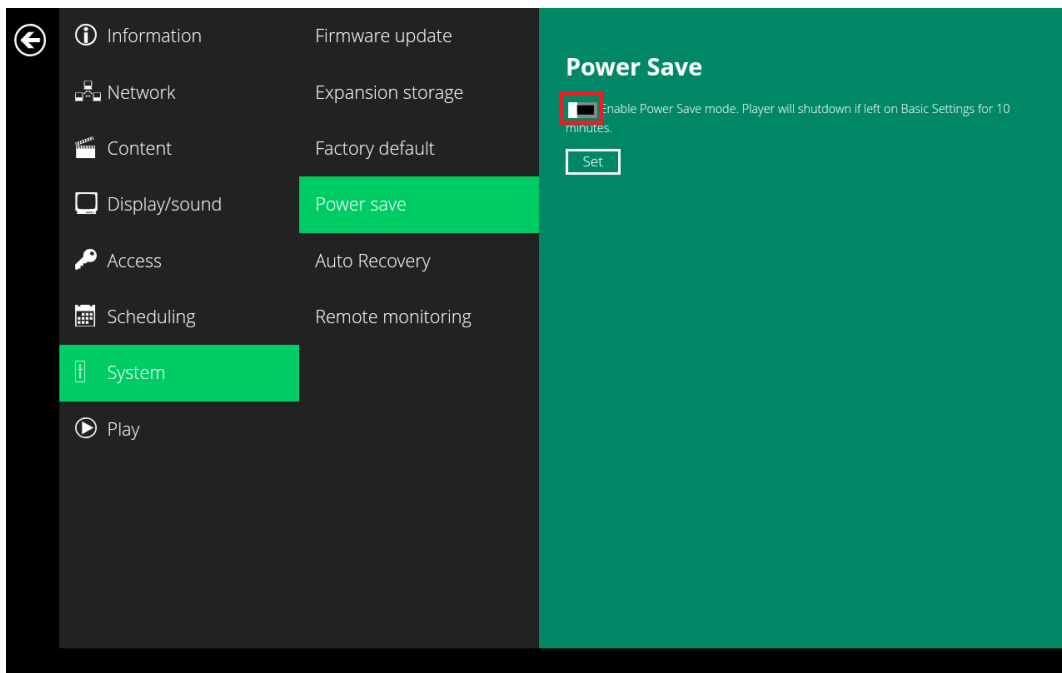 Information
Network
Content
Display/sound
Access
Scheduling
System
Play
Firmware update
Expansion storage
Factory default
Power save
Auto Recovery
Remote monitoring
Power Save
Enable Power Save mode. Player will shutdown if left on Basic Settings for 10
minutes.
Set